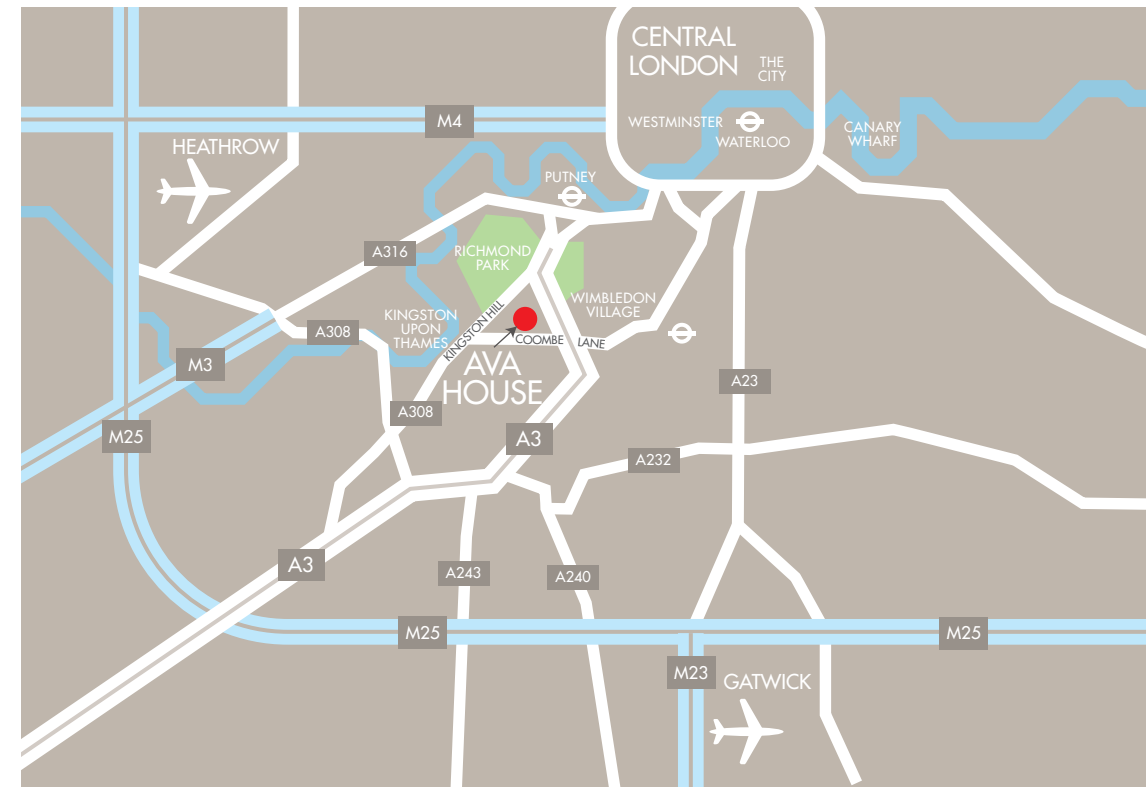 CENTRAL
LONDON
THE
CITY
M4
WESTMINSTER
WATERLOO
CANARY
WHARF
HEATHROW
PUTNEY
A316
RICHMOND
PARK
WIMBLEDON
VILLAGE
KINGSTON
UPON
THAMES
KINGSTON HILL
A308
COOMBE
LANE
M3
AVA
HOUSE
A23
A308
M25
A3
A232
A3
A243
A240
M25
M25
M23
GATWICK